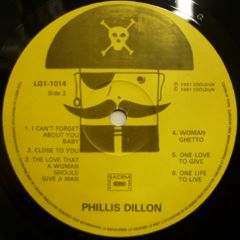 LG1-1014
Side 2
℗ 1981 ESOLDUN
© 1981 ESOLDUN
1. I CAN'T FORGET
ABOUT YOU
BABY
2. CLOSE TO YOU
3. THE LOVE THAT
A WOMAN
SHOULD
GIVE A MAN
4. WOMAN
GHETTO
5. ONE LOVE TO
GIVE
6. ONE LIFE
TO LIVE
SACEM
PHILLIS DILLON